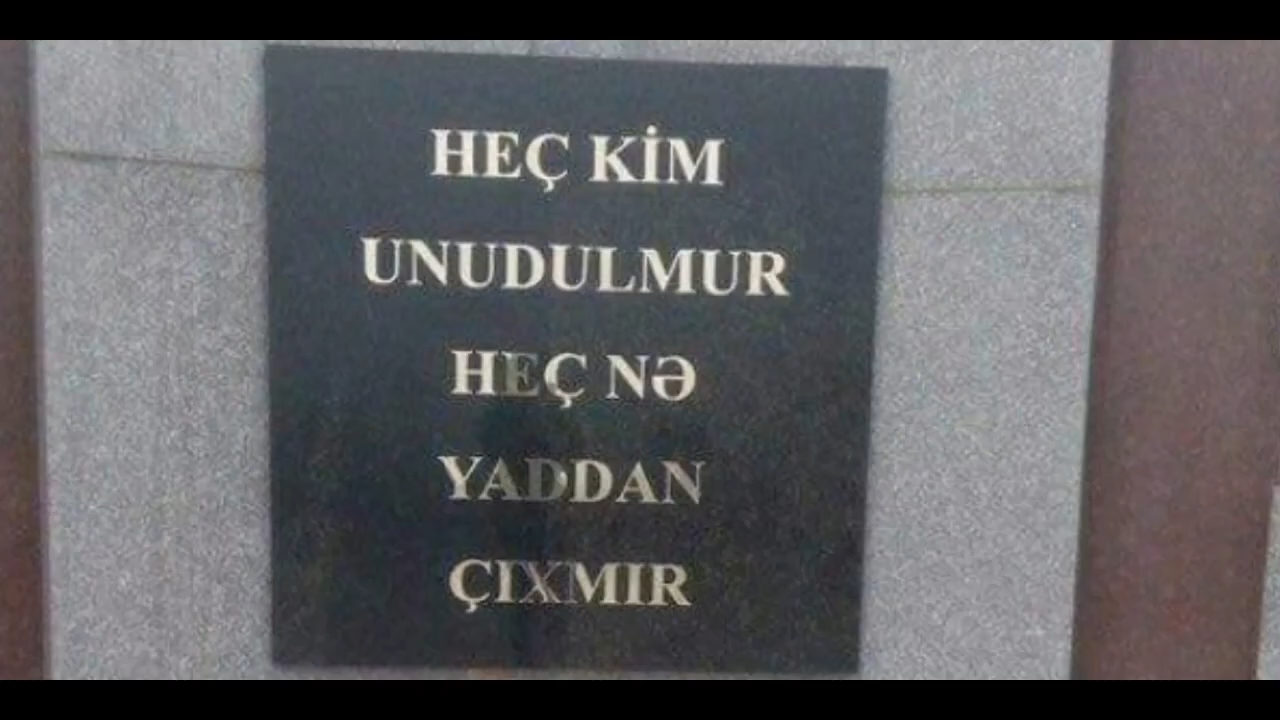 HEÇ KİM
UNUDULMUR
HEÇ NƏ
YADDAN
ÇIXMIR